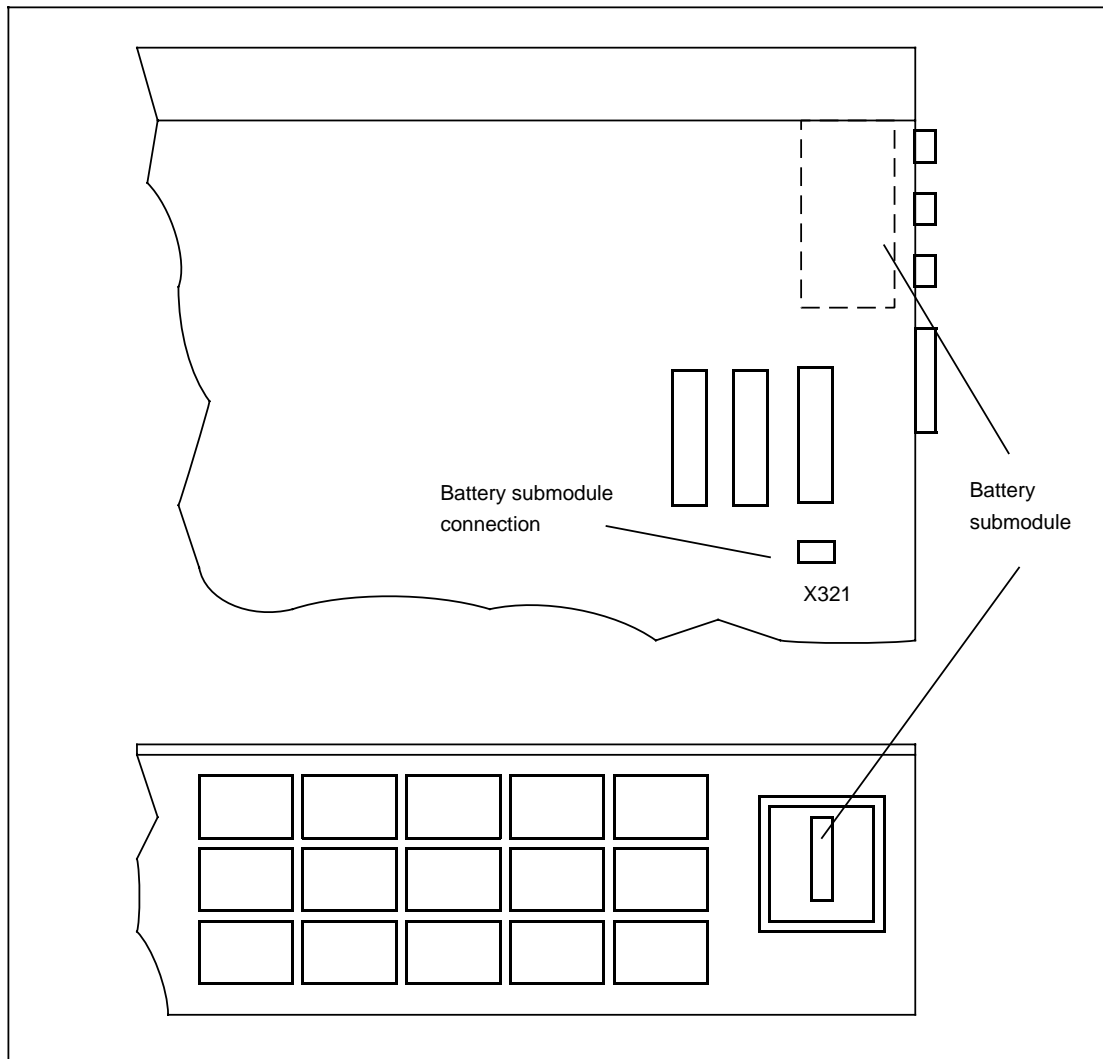 Battery submodule
connection
Battery
submodule
X321